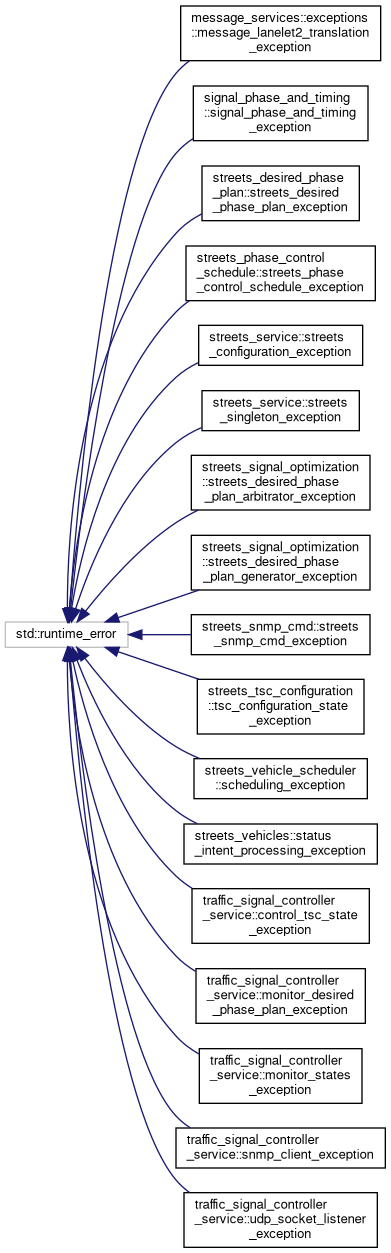 message_services::exceptions
::message_lanelet2_translation
_exception
signal_phase_and_timing
::signal_phase_and_timing
_exception
streets_desired_phase
_plan::streets_desired
_phase_plan_exception
streets_phase_control
_schedule::streets_phase
_control_schedule_exception
streets_service::streets
_configuration_exception
streets_service::streets
_singleton_exception
streets_signal_optimization
::streets_desired_phase
_plan_arbitrator_exception
streets_signal_optimization
::streets_desired_phase
_plan_generator_exception
std::runtime_error
streets_snmp_cmd::streets
_snmp_cmd_exception
streets_tsc_configuration
::tsc_configuration_state
_exception
streets_vehicle_scheduler
::scheduling_exception
streets_vehicles::status
_intent_processing_exception
traffic_signal_controller
_service::control_tsc_state
_exception
traffic_signal_controller
_service::monitor_desired
_phase_plan_exception
traffic_signal_controller
_service::monitor_states
_exception
traffic_signal_controller
_service::snmp_client_exception
traffic_signal_controller
_service::udp_socket_listener
_exception